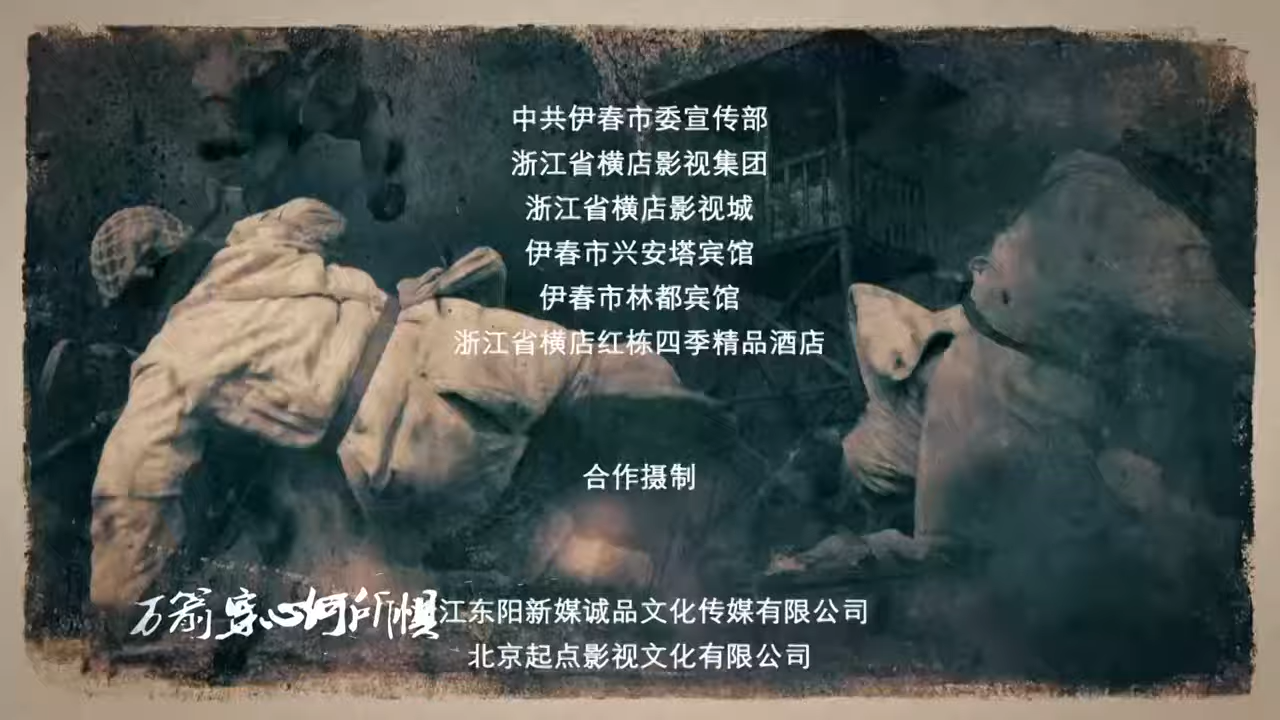 中共伊春市委宣传部
浙江省横店影视集团
浙江省横店影视城
伊春市兴安塔宾馆
伊春市林都宾馆
浙江省横店红栋四季精品酒店
合作摄制
万箭穿心何所惧
江东阳新媒诚品文化传媒有限公司
北京起点影视文化有限公司